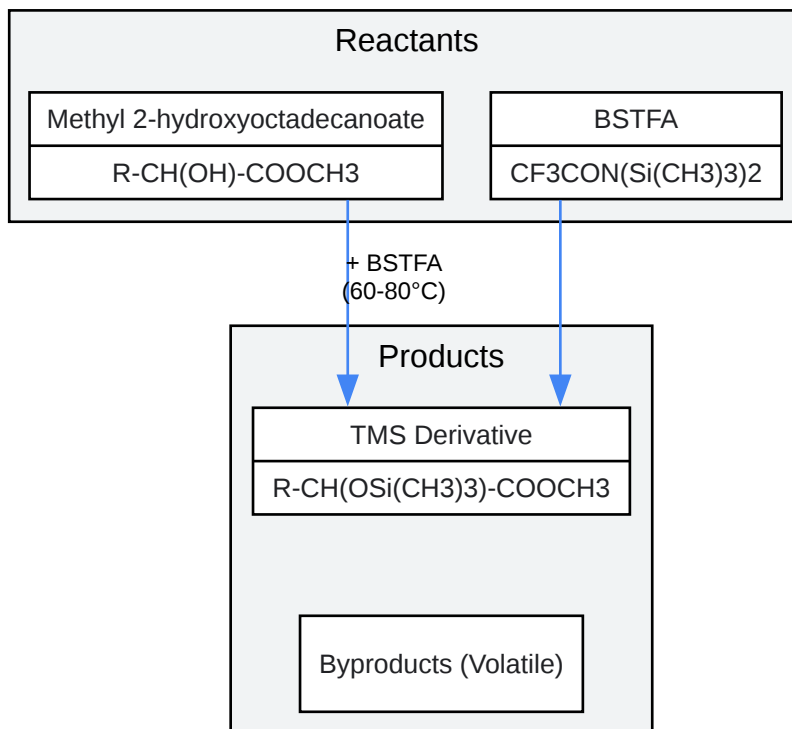 Reactants
Methyl 2-hydroxyoctadecanoate
R-CH(OH)-COOCH3
BSTFA
CF3CON(Si(CH3)3)2
+ BSTFA
(60-80°C)
Products
TMS Derivative
R-CH(OSi(CH3)3)-COOCH3
Byproducts (Volatile)